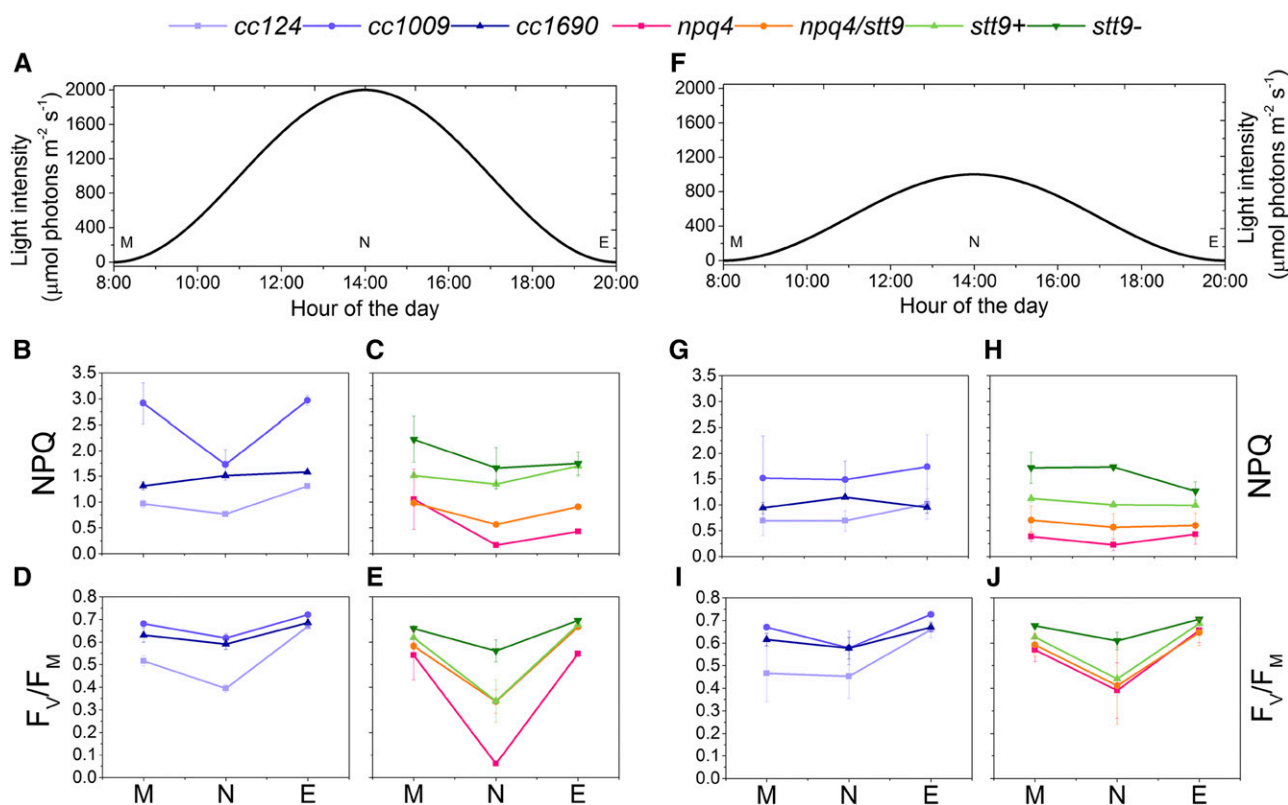 cc124 cc1009 cc1690 npq4 npq4/stt9 stt9+ stt9-
A
2000
1600
1200
800
400
0
Light intensity
(μmol photons m⁻² s⁻¹)
M N E
8:00 10:00 12:00 14:00 16:00 18:00 20:00
Hour of the day
F
2000
1600
1200
800
400
0
Light intensity
(μmol photons m⁻² s⁻¹)
M N E
8:00 10:00 12:00 14:00 16:00 18:00 20:00
Hour of the day
B C
3.5
3.0
2.5
2.0
1.5
1.0
0.5
0.0
NPQ
G H
3.5
3.0
2.5
2.0
1.5
1.0
0.5
0.0
NPQ
D E
0.8
0.7
0.6
0.5
0.4
0.3
0.2
0.1
0.0
Fv/FM
M N E M N E
I J
0.8
0.7
0.6
0.5
0.4
0.3
0.2
0.1
0.0
Fv/FM
M N E M N E